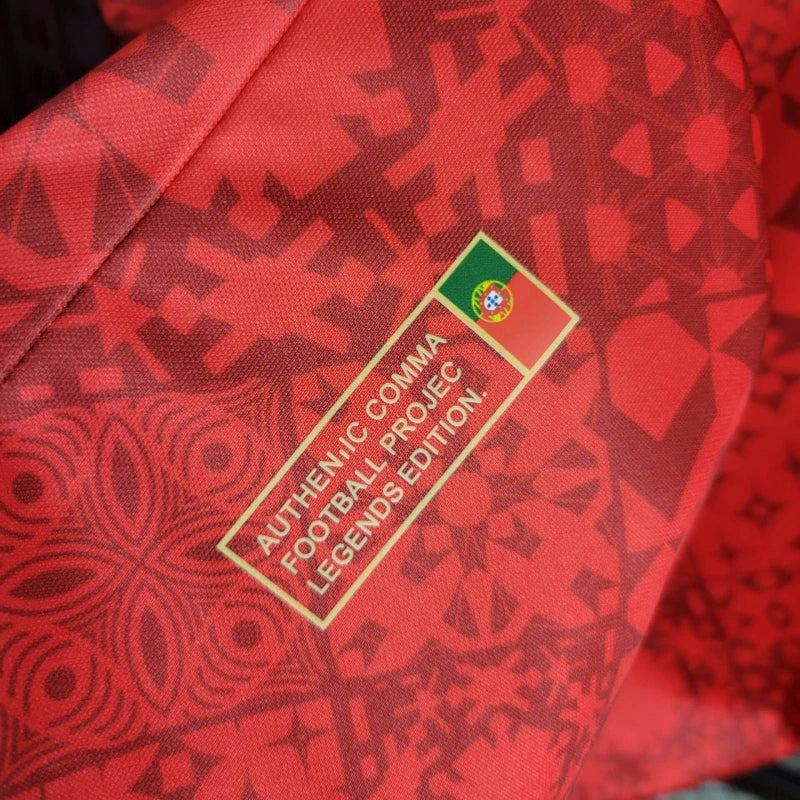 AUTHEN,IC COMMA
FOOTBALL PROJEC
LEGENDS EDITION.